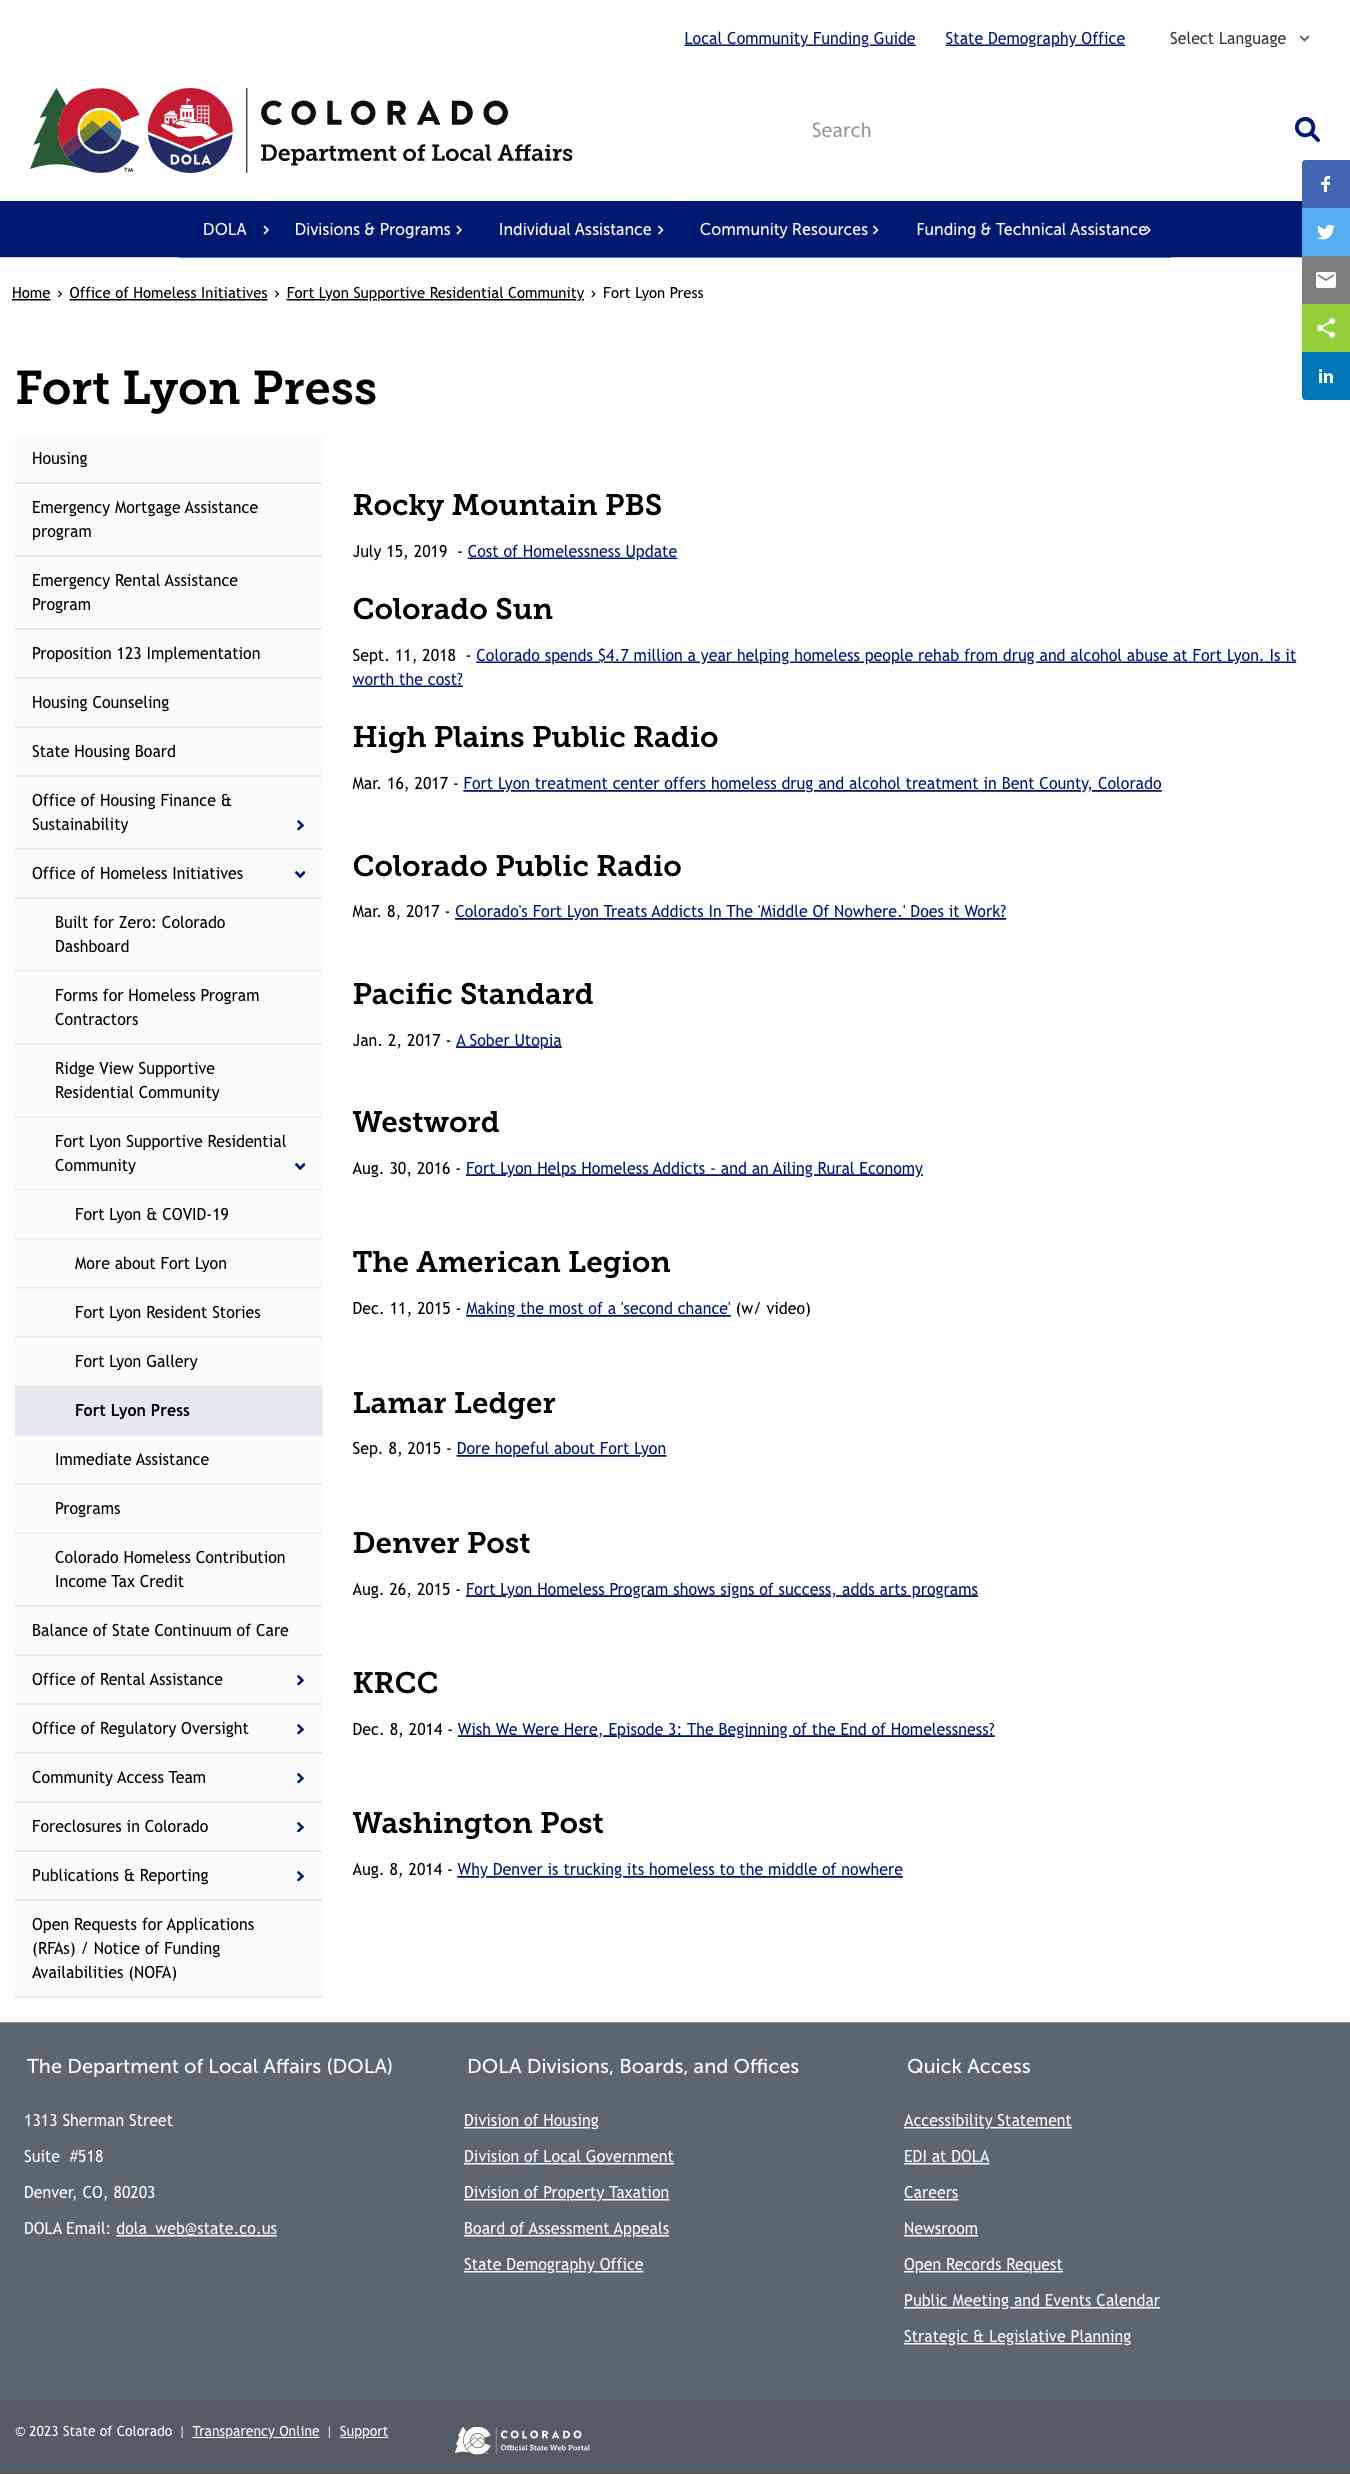 Local Community Funding Guide
State Demography Office
Select Language
COLORADO
Department of Local Affairs
DOLA
TM
Search
DOLA
Divisions & Programs
Individual Assistance
Community Resources
Funding & Technical Assistance
Home › Office of Homeless Initiatives › Fort Lyon Supportive Residential Community › Fort Lyon Press
Fort Lyon Press
Housing
Emergency Mortgage Assistance
program
Emergency Rental Assistance
Program
Proposition 123 Implementation
Housing Counseling
State Housing Board
Office of Housing Finance &
Sustainability
Office of Homeless Initiatives
Built for Zero: Colorado
Dashboard
Forms for Homeless Program
Contractors
Ridge View Supportive
Residential Community
Fort Lyon Supportive Residential
Community
Fort Lyon & COVID-19
More about Fort Lyon
Fort Lyon Resident Stories
Fort Lyon Gallery
Fort Lyon Press
Immediate Assistance
Programs
Colorado Homeless Contribution
Income Tax Credit
Balance of State Continuum of Care
Office of Rental Assistance
Office of Regulatory Oversight
Community Access Team
Foreclosures in Colorado
Publications & Reporting
Open Requests for Applications
(RFAs) / Notice of Funding
Availabilities (NOFA)
Rocky Mountain PBS
July 15, 2019 - Cost of Homelessness Update
Colorado Sun
Sept. 11, 2018 - Colorado spends $4.7 million a year helping homeless people rehab from drug and alcohol abuse at Fort Lyon. Is it
worth the cost?
High Plains Public Radio
Mar. 16, 2017 - Fort Lyon treatment center offers homeless drug and alcohol treatment in Bent County, Colorado
Colorado Public Radio
Mar. 8, 2017 - Colorado's Fort Lyon Treats Addicts In The 'Middle Of Nowhere.' Does it Work?
Pacific Standard
Jan. 2, 2017 - A Sober Utopia
Westword
Aug. 30, 2016 - Fort Lyon Helps Homeless Addicts - and an Ailing Rural Economy
The American Legion
Dec. 11, 2015 - Making the most of a 'second chance' (w/ video)
Lamar Ledger
Sep. 8, 2015 - Dore hopeful about Fort Lyon
Denver Post
Aug. 26, 2015 - Fort Lyon Homeless Program shows signs of success, adds arts programs
KRCC
Dec. 8, 2014 - Wish We Were Here, Episode 3: The Beginning of the End of Homelessness?
Washington Post
Aug. 8, 2014 - Why Denver is trucking its homeless to the middle of nowhere
The Department of Local Affairs (DOLA)
1313 Sherman Street
Suite #518
Denver, CO, 80203
DOLA Email: dola_web@state.co.us
DOLA Divisions, Boards, and Offices
Division of Housing
Division of Local Government
Division of Property Taxation
Board of Assessment Appeals
State Demography Office
Quick Access
Accessibility Statement
EDI at DOLA
Careers
Newsroom
Open Records Request
Public Meeting and Events Calendar
Strategic & Legislative Planning
© 2023 State of Colorado | Transparency Online | Support
COLORADO
Official State Web Portal